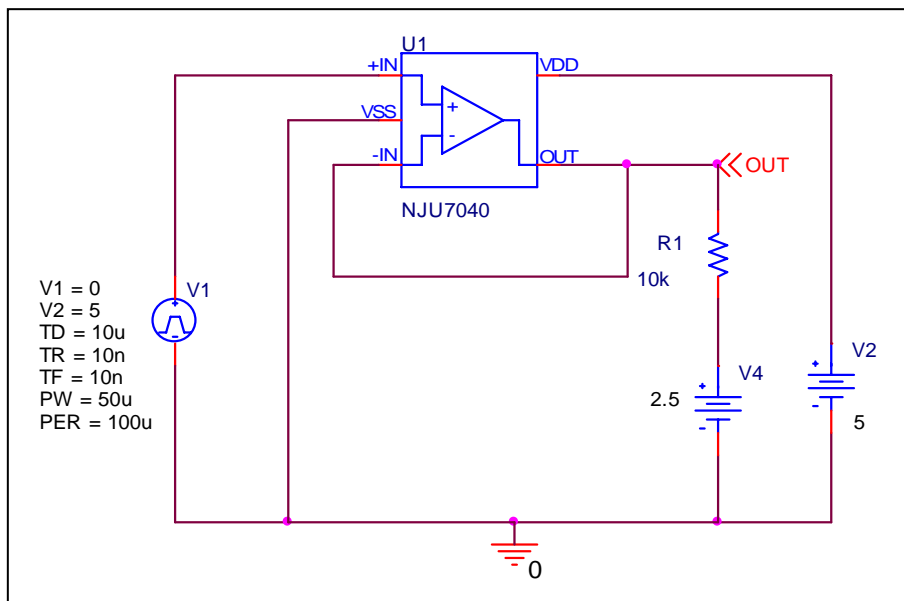 U1
+IN
VDD
VSS
+
-
-IN
OUT
OUT
NJU7040
R1
10k
V1 = 0
V2 = 5
TD = 10u
TR = 10n
TF = 10n
PW = 50u
PER = 100u
+
-
V1
+
-
V4
2.5
+
-
V2
5
0